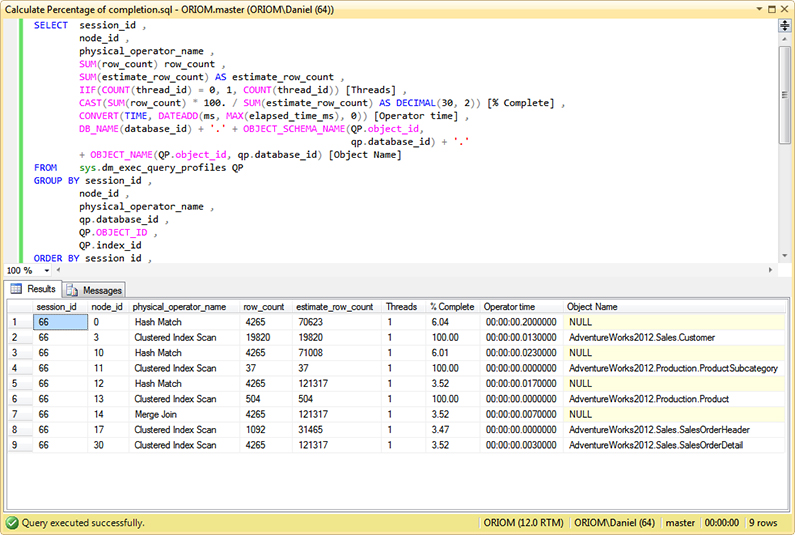 Calculate Percentage of completion.sql - ORIOM.master (ORIOM\Daniel (64))
SELECT session_id ,
node_id ,
physical_operator_name ,
SUM(row_count) row_count ,
SUM(estimate_row_count) AS estimate_row_count ,
IIF(COUNT(thread_id) = 0, 1, COUNT(thread_id)) [Threads] ,
CAST(SUM(row_count) * 100. / SUM(estimate_row_count) AS DECIMAL(30, 2)) [% Complete] ,
CONVERT(TIME, DATEADD(ms, MAX(elapsed_time_ms), 0)) [Operator time] ,
DB_NAME(database_id) + '.' + OBJECT_SCHEMA_NAME(QP.object_id,
qp.database_id) + '.'
+ OBJECT_NAME(QP.object_id, qp.database_id) [Object Name]
FROM sys.dm_exec_query_profiles QP
GROUP BY session_id ,
node_id ,
physical_operator_name ,
qp.database_id ,
QP.OBJECT_ID ,
QP.index_id
ORDER BY session_id ,
100 %
Results Messages
session_id node_id physical_operator_name row_count estimate_row_count Threads % Complete Operator time Object Name
1 66 0 Hash Match 4265 70623 1 6.04 00:00:00.2000000 NULL
2 66 3 Clustered Index Scan 19820 19820 1 100.00 00:00:00.0130000 AdventureWorks2012.Sales.Customer
3 66 10 Hash Match 4265 71008 1 6.01 00:00:00.0230000 NULL
4 66 11 Clustered Index Scan 37 37 1 100.00 00:00:00.0000000 AdventureWorks2012.Production.ProductSubcategory
5 66 12 Hash Match 4265 121317 1 3.52 00:00:00.0170000 NULL
6 66 13 Clustered Index Scan 504 504 1 100.00 00:00:00.0000000 AdventureWorks2012.Production.Product
7 66 14 Merge Join 4265 121317 1 3.52 00:00:00.0070000 NULL
8 66 17 Clustered Index Scan 1092 31465 1 3.47 00:00:00.0000000 AdventureWorks2012.Sales.SalesOrderHeader
9 66 30 Clustered Index Scan 4265 121317 1 3.52 00:00:00.0030000 AdventureWorks2012.Sales.SalesOrderDetail
Query executed successfully. ORIOM (12.0 RTM) ORIOM\Daniel (64) master 00:00:00 9 rows